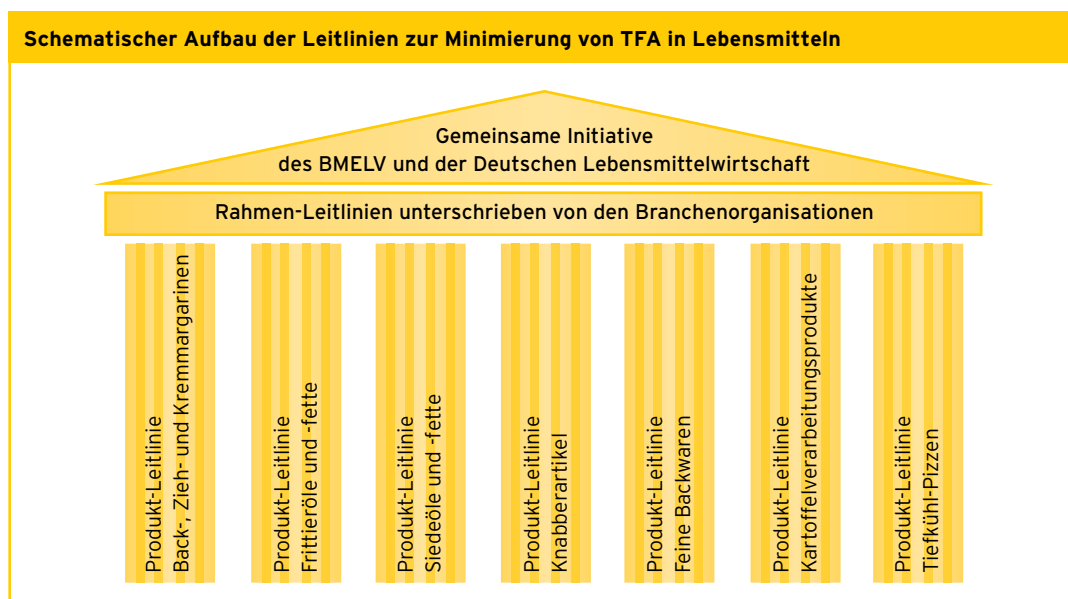 Schematischer Aufbau der Leitlinien zur Minimierung von TFA in Lebensmitteln
Gemeinsame Initiative
des BMELV und der Deutschen Lebensmittelwirtschaft
Rahmen-Leitlinien unterschrieben von den Branchenorganisationen
Produkt-Leitlinie
Back-, Zieh- und Kremmargarinen
Produkt-Leitlinie
Frittieröle und -fette
Produkt-Leitlinie
Siedeöle und -fette
Produkt-Leitlinie
Knabberartikel
Produkt-Leitlinie
Feine Backwaren
Produkt-Leitlinie
Kartoffelverarbeitungsprodukte
Produkt-Leitlinie
Tiefkühl-Pizzen